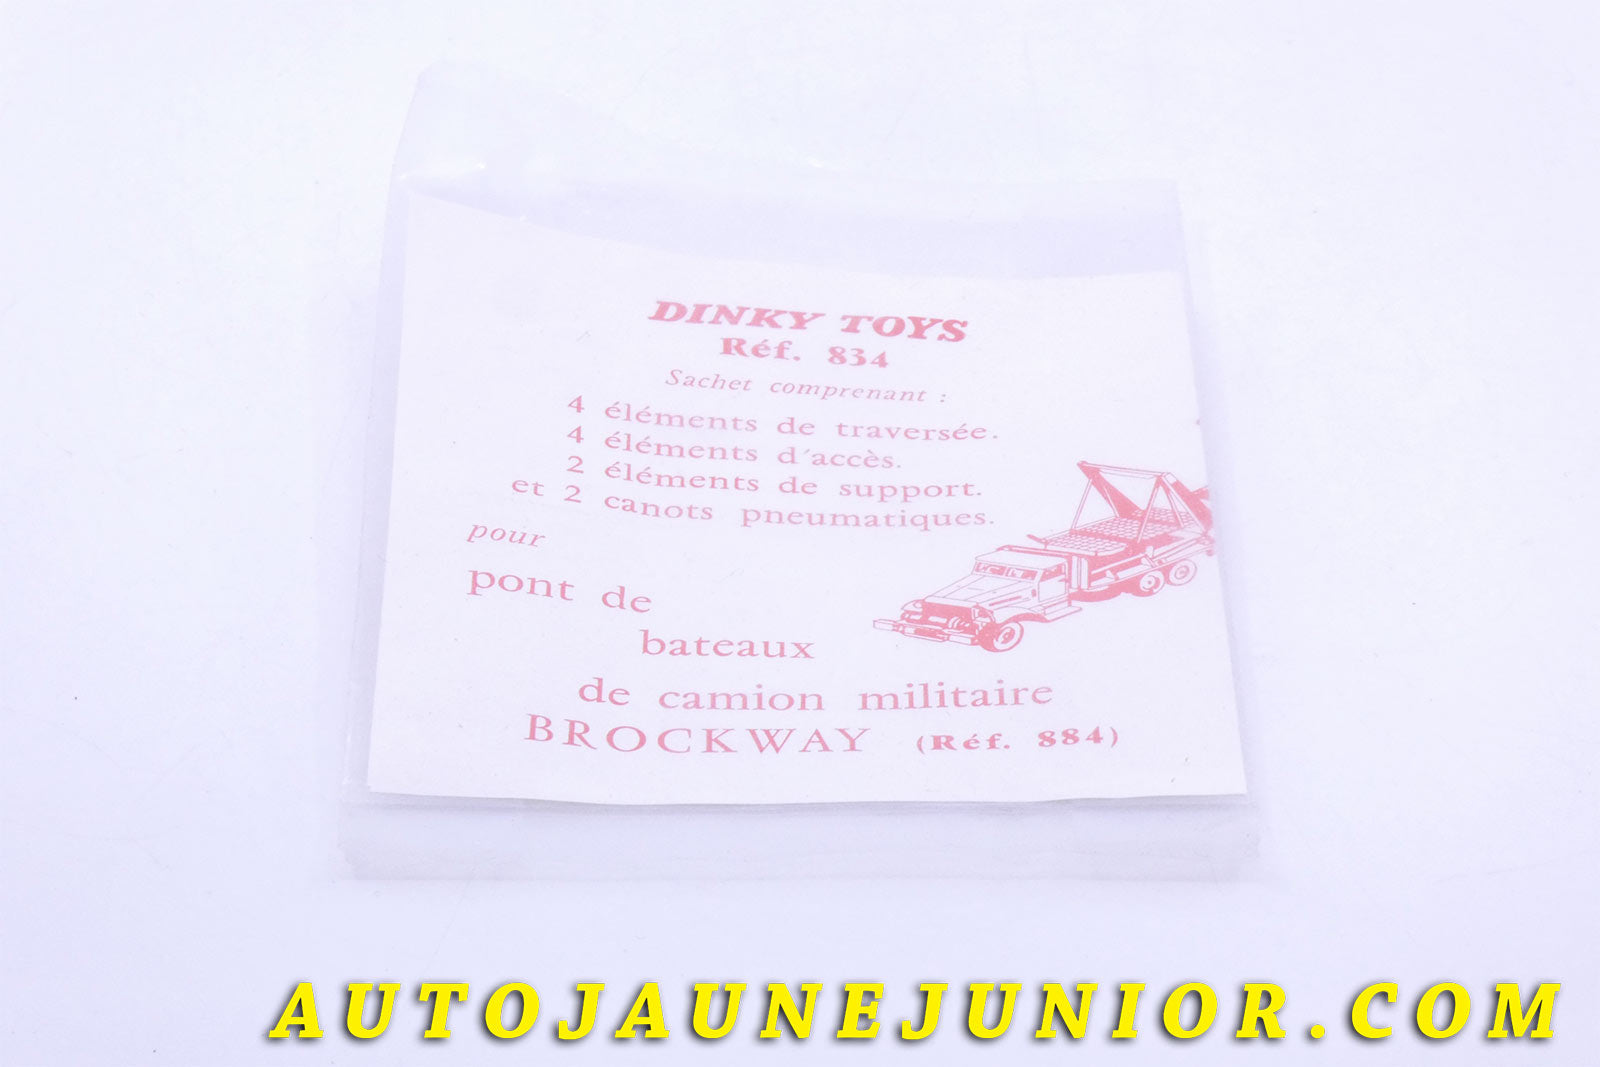 DINKY TOYS
Réf. 834
Sachet comprenant :
4 éléments de traversée.
4 éléments d'accès.
2 éléments de support.
et 2 canots pneumatiques.
pour
pont de
bateaux
de camion militaire
BROCKWAY (Réf. 884)
AUTOJAUNEJUNIOR.COM